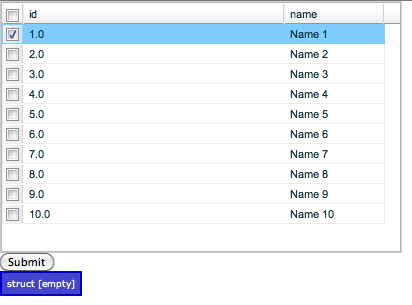 id name
1.0 Name 1
2.0 Name 2
3.0 Name 3
4.0 Name 4
5.0 Name 5
6.0 Name 6
7.0 Name 7
8.0 Name 8
9.0 Name 9
10.0 Name 10
Submit
struct [empty]